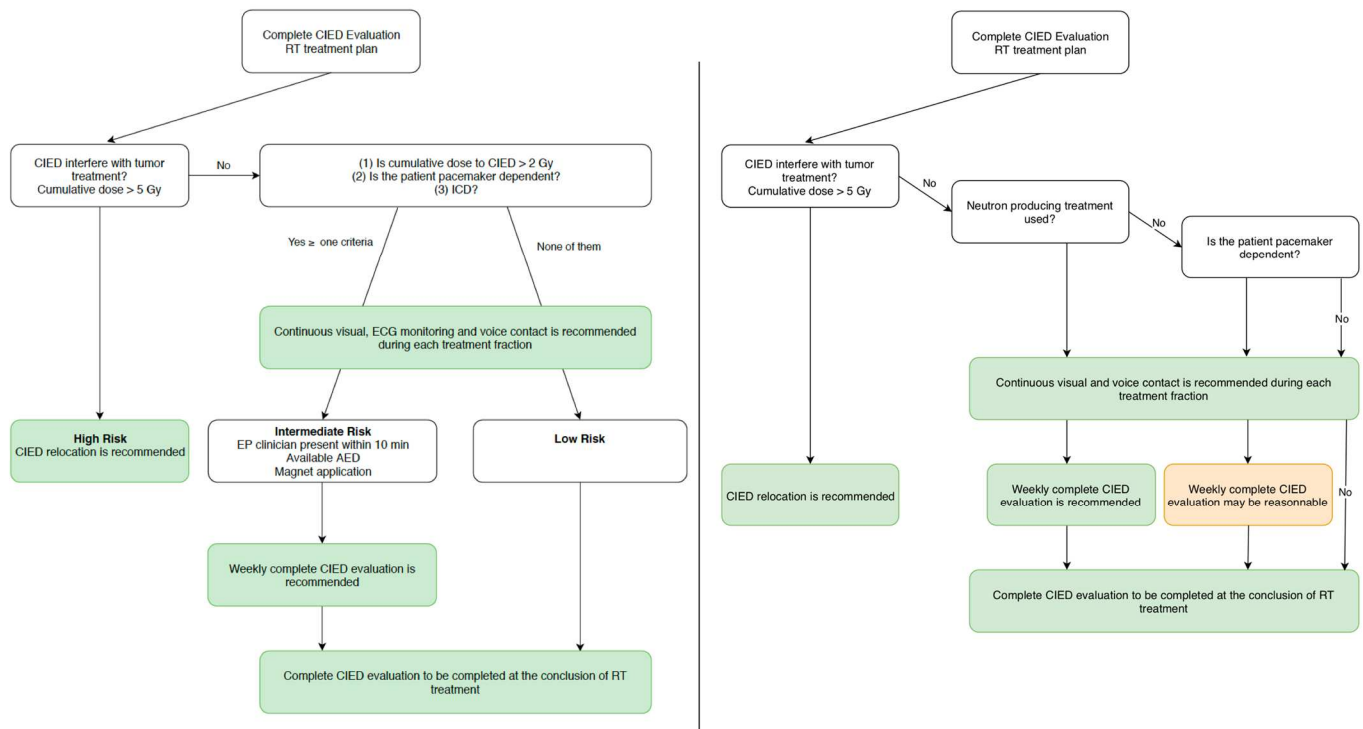 Complete CIED Evaluation
RT treatment plan
CIED interfere with tumor
treatment?
Cumulative dose > 5 Gy
No
(1) Is cumulative dose to CIED > 2 Gy
(2) Is the patient pacemaker dependent?
(3) ICD?
Yes ≥ one criteria
None of them
Continuous visual, ECG monitoring and voice contact is recommended
during each treatment fraction
High Risk
CIED relocation is recommended
Intermediate Risk
EP clinician present within 10 min
Available AED
Magnet application
Low Risk
Weekly complete CIED evaluation is
recommended
Complete CIED evaluation to be completed at the conclusion of RT
treatment
Complete CIED Evaluation
RT treatment plan
CIED interfere with tumor
treatment?
Cumulative dose > 5 Gy
No
Neutron producing treatment
used?
No
Is the patient pacemaker
dependent?
No
Continuous visual and voice contact is recommended during each
treatment fraction
CIED relocation is recommended
Weekly complete CIED
evaluation is recommended
Weekly complete CIED
evaluation may be reasonnable
No
Complete CIED evaluation to be completed at the conclusion of RT
treatment